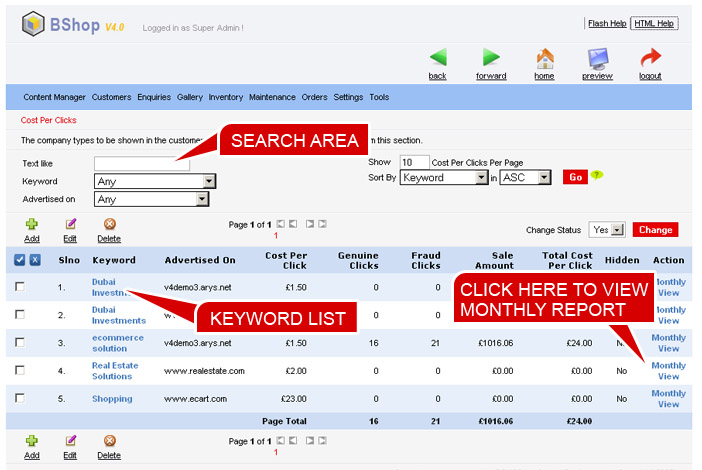 BShop V4.0
Logged in as Super Admin !
Flash Help
HTML Help
back forward home preview logout
Content Manager Customers Enquiries Gallery Inventory Maintenance Orders Settings Tools
Cost Per Clicks
The company types to be shown in the custome m this section.
SEARCH AREA
Text like
Show 10 Cost Per Clicks Per Page
Keyword Any
Sort By Keyword in ASC Go ?
Advertised on Any
Add Edit Delete
Page 1 of 1
1
Change Status Yes Change
X Slno Keyword Advertised On Cost Per Click Genuine Clicks Fraud Clicks Sale Amount Total Cost Per Click Hidden Action
1. Dubai v4demo3.arys.net £1.50 0 0 Monthly View
KEYWORD LIST
CLICK HERE TO VIEW
MONTHLY REPORT
2. Dubai Investments 0 0
3. ecommerce solution v4demo3.arys.net £1.50 16 21 £1016.06 £24.00 Monthly View
4. Real Estate Solutions www.realestate.com £2.00 0 0 £0.00 £0.00 No Monthly View
5. Shopping www.ecart.com £23.00 0 0 £0.00 £0.00 No Monthly View
Page Total 16 21 £1016.06 £24.00
Add Edit Delete
Page 1 of 1
1